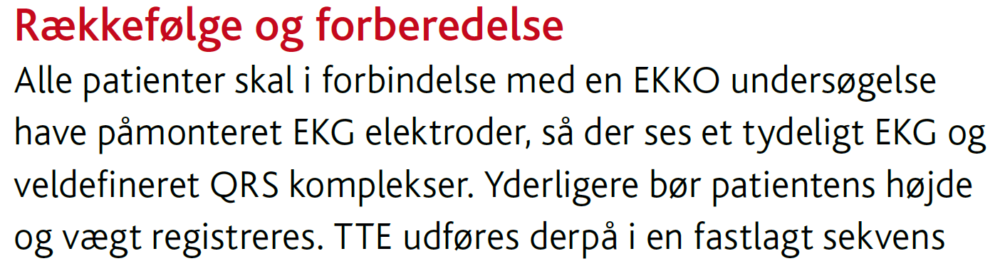 Rækkefølge og forberedelse
Alle patienter skal i forbindelse med en EKKO undersøgelse
have påmonteret EKG elektroder, så der ses et tydeligt EKG og
veldefineret QRS komplekser. Yderligere bør patientens højde
og vægt registreres. TTE udføres derpå i en fastlagt sekvens